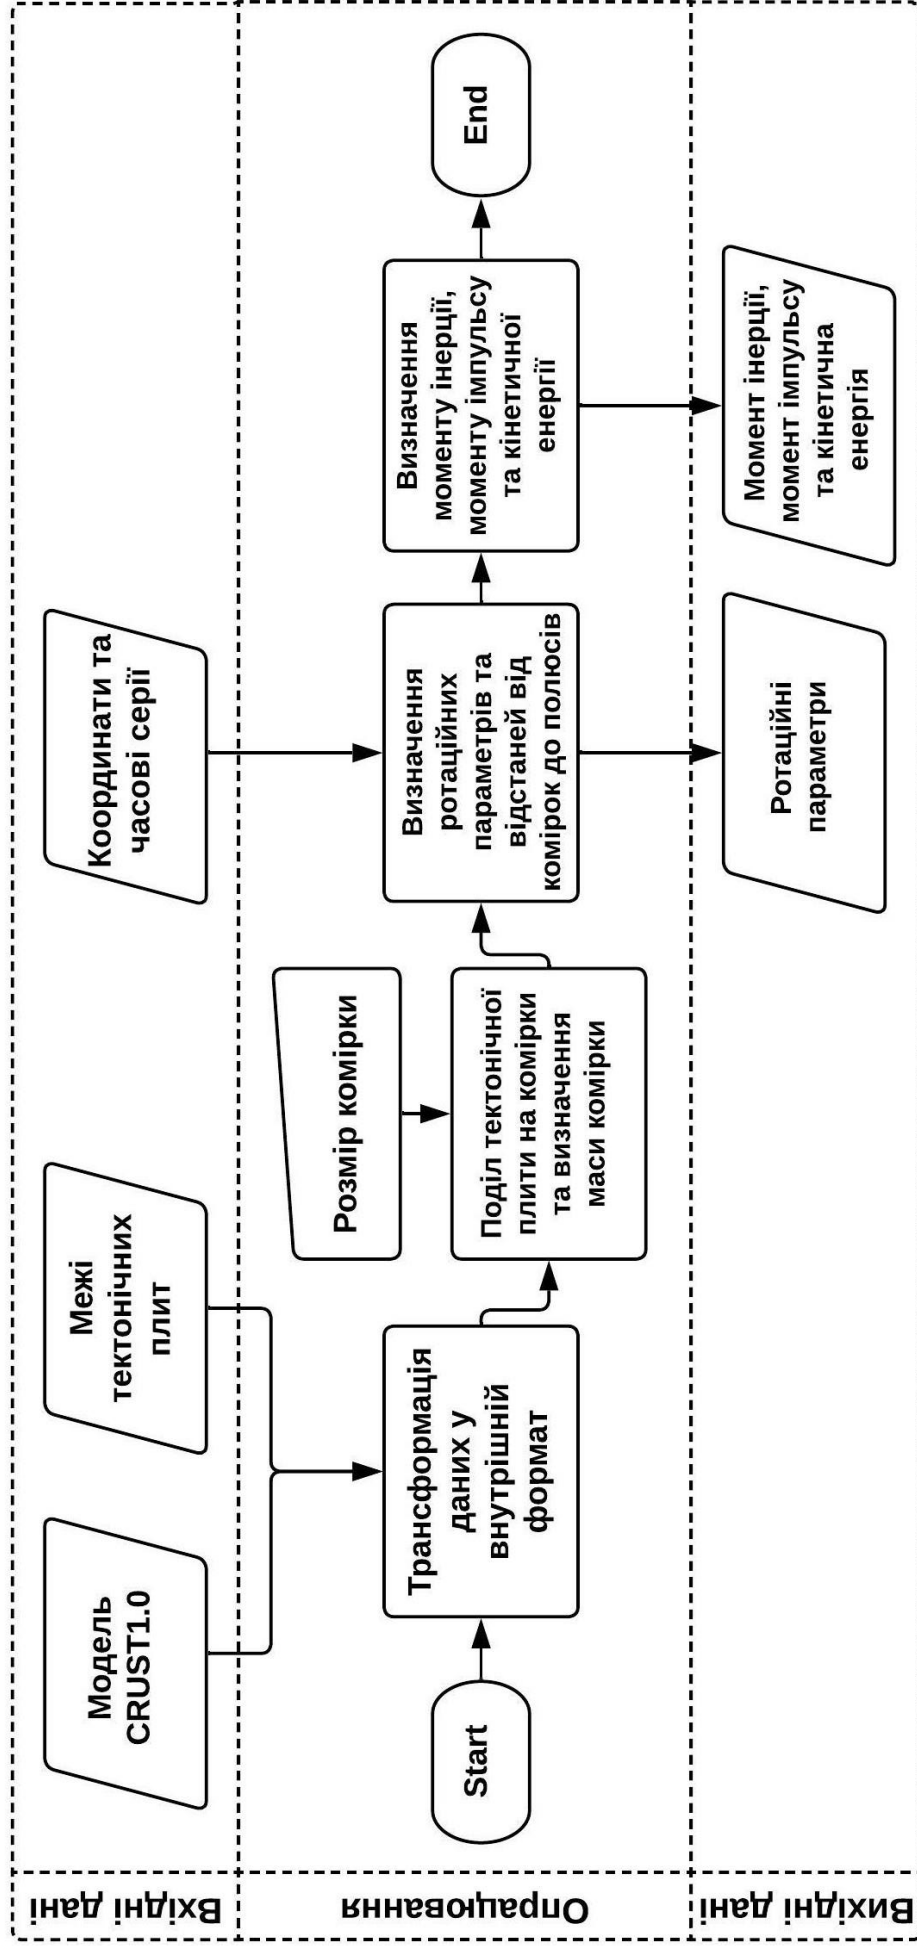 Вхідні дані
Модель
CRUST1.0
Межі
тектонічних
плит
Координати та
часові серії
Опрацювання
Start
Трансформація
даних у
внутрішній
формат
Розмір комірки
Поділ тектонічної
плити на комірки
та визначення
маси комірки
Визначення
ротаційних
параметрів та
відстаней від
комірок до полюсів
Визначення
моменту інерції,
моменту імпульсу
та кінетичної
енергії
End
Вихідні дані
Ротаційні
параметри
Момент інерції,
момент імпульсу
та кінетична
енергія